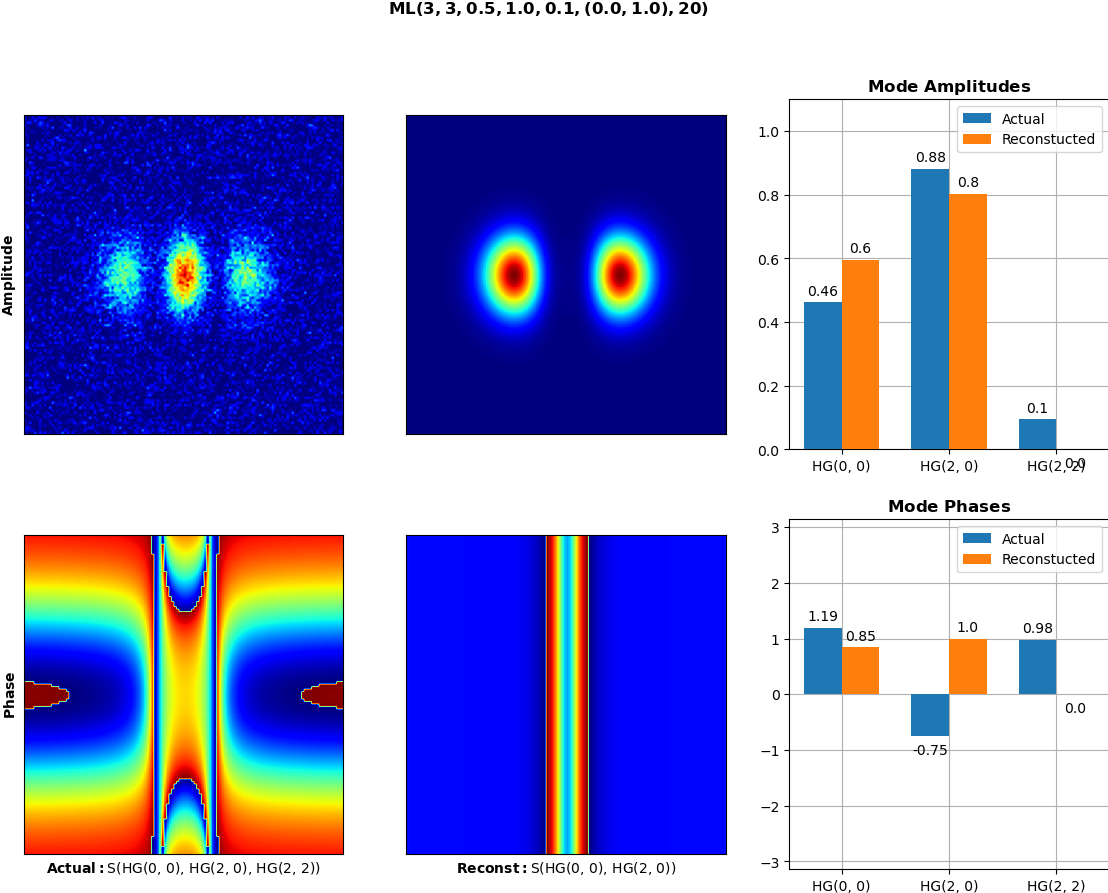 ML(3, 3, 0.5, 1.0, 0.1, (0.0, 1.0), 20)
Amplitude
Mode Amplitudes
Actual
Reconstucted
1.0
0.8
0.6
0.4
0.2
0.0
0.46
0.6
0.88
0.8
0.1
0.0
HG(0, 0)
HG(2, 0)
HG(2, 2)
Phase
Actual: S(HG(0, 0), HG(2, 0), HG(2, 2))
Reconst: S(HG(0, 0), HG(2, 0))
Mode Phases
Actual
Reconstucted
3
2
1
0
−1
−2
−3
1.19
0.85
-0.75
1.0
0.98
0.0
HG(0, 0)
HG(2, 0)
HG(2, 2)